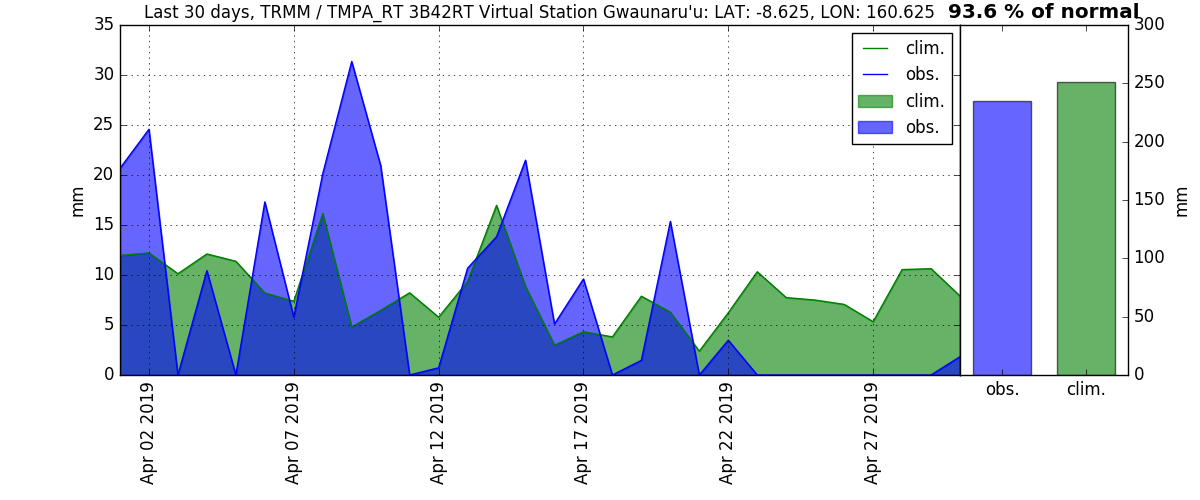 Last 30 days, TRMM / TMPA_RT 3B42RT Virtual Station Gwaunaru'u: LAT: -8.625, LON: 160.625
93.6 % of normal
35
30
25
20
15
10
5
0
mm
Apr 02 2019
Apr 07 2019
Apr 12 2019
Apr 17 2019
Apr 22 2019
Apr 27 2019
clim.
obs.
clim.
obs.
300
250
200
150
100
50
0
mm
obs.
clim.